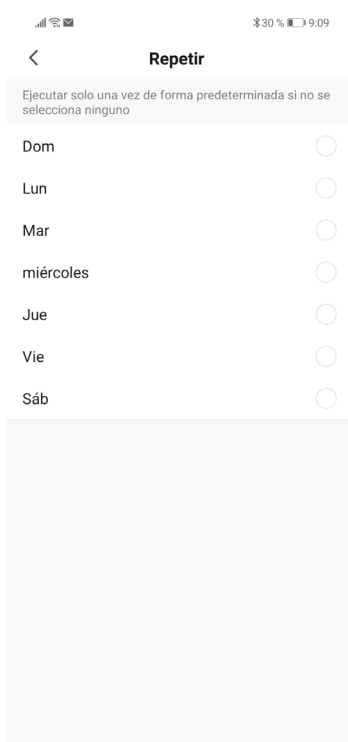 30 % 9:09
Repetir
Ejecutar solo una vez de forma predeterminada si no se
selecciona ninguno
Dom
Lun
Mar
miércoles
Jue
Vie
Sáb